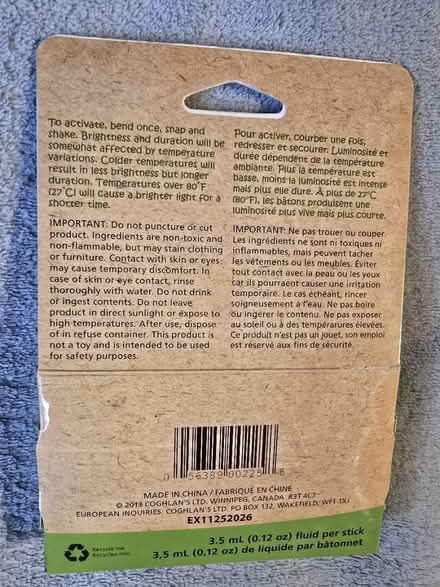 To activate, bend once, snap and
shake. Brightness and duration will be
somewhat affected by temperature
variations. Colder temperatures will
result in less brightness but longer
duration. Temperatures over 80˚F
(27˚C) will cause a brighter light for a
shorter time.
IMPORTANT: Do not puncture or cut
product. Ingredients are non-toxic and
non-flammable, but may stain clothing
or furniture. Contact with skin or eyes
may cause temporary discomfort. In
case of skin or eye contact, rinse
thoroughly with water. Do not drink
or ingest contents. Do not leave
product in direct sunlight or expose to
high temperatures. After use, dispose
of in refuse container. This product is
not a toy and is intended to be used
for safety purposes.
Pour activer, courber une fois,
redresser et secourer. Luminosité et
durée dépendent de la température
ambiante. Plus la température est
basse, moins la luminosité est intense
mais plus elle dure. À plus de 27˚C
(80˚F), les bâtons produisent une
luminosité plus vive mais plus courte.
IMPORTANT: Ne pas trouer ou couper.
Les ingrédients ne sont ni toxiques ni
inflammables, mais peuvent tacher
les vêtements ou les meubles. Éviter
tout contact avec la peau ou les yeux
car ils pourraient causer une irritation
temporaire. Le cas échéant, rincer
soigneusement à l'eau. Ne pas boire
ou ingérer le contenu. Ne pas exposer
au soleil ou à des températures élevées.
Ce produit n'est pas un jouet, son emploi
est réservé aux fins de sécurité.
0 56389 00225 8
MADE IN CHINA / FABRIQUÉ EN CHINE
© 2013 COGHLAN'S LTD. WINNIPEG, CANADA R3T 4C7
EUROPEAN INQUIRIES: COGHLAN'S LTD. PO BOX 132, WAKEFIELD, WF1 1XJ
EX11252026
Recycle me
Recyclez-moi
3.5 mL (0.12 oz) fluid per stick
3,5 mL (0,12 oz) de liquide par bâtonnet